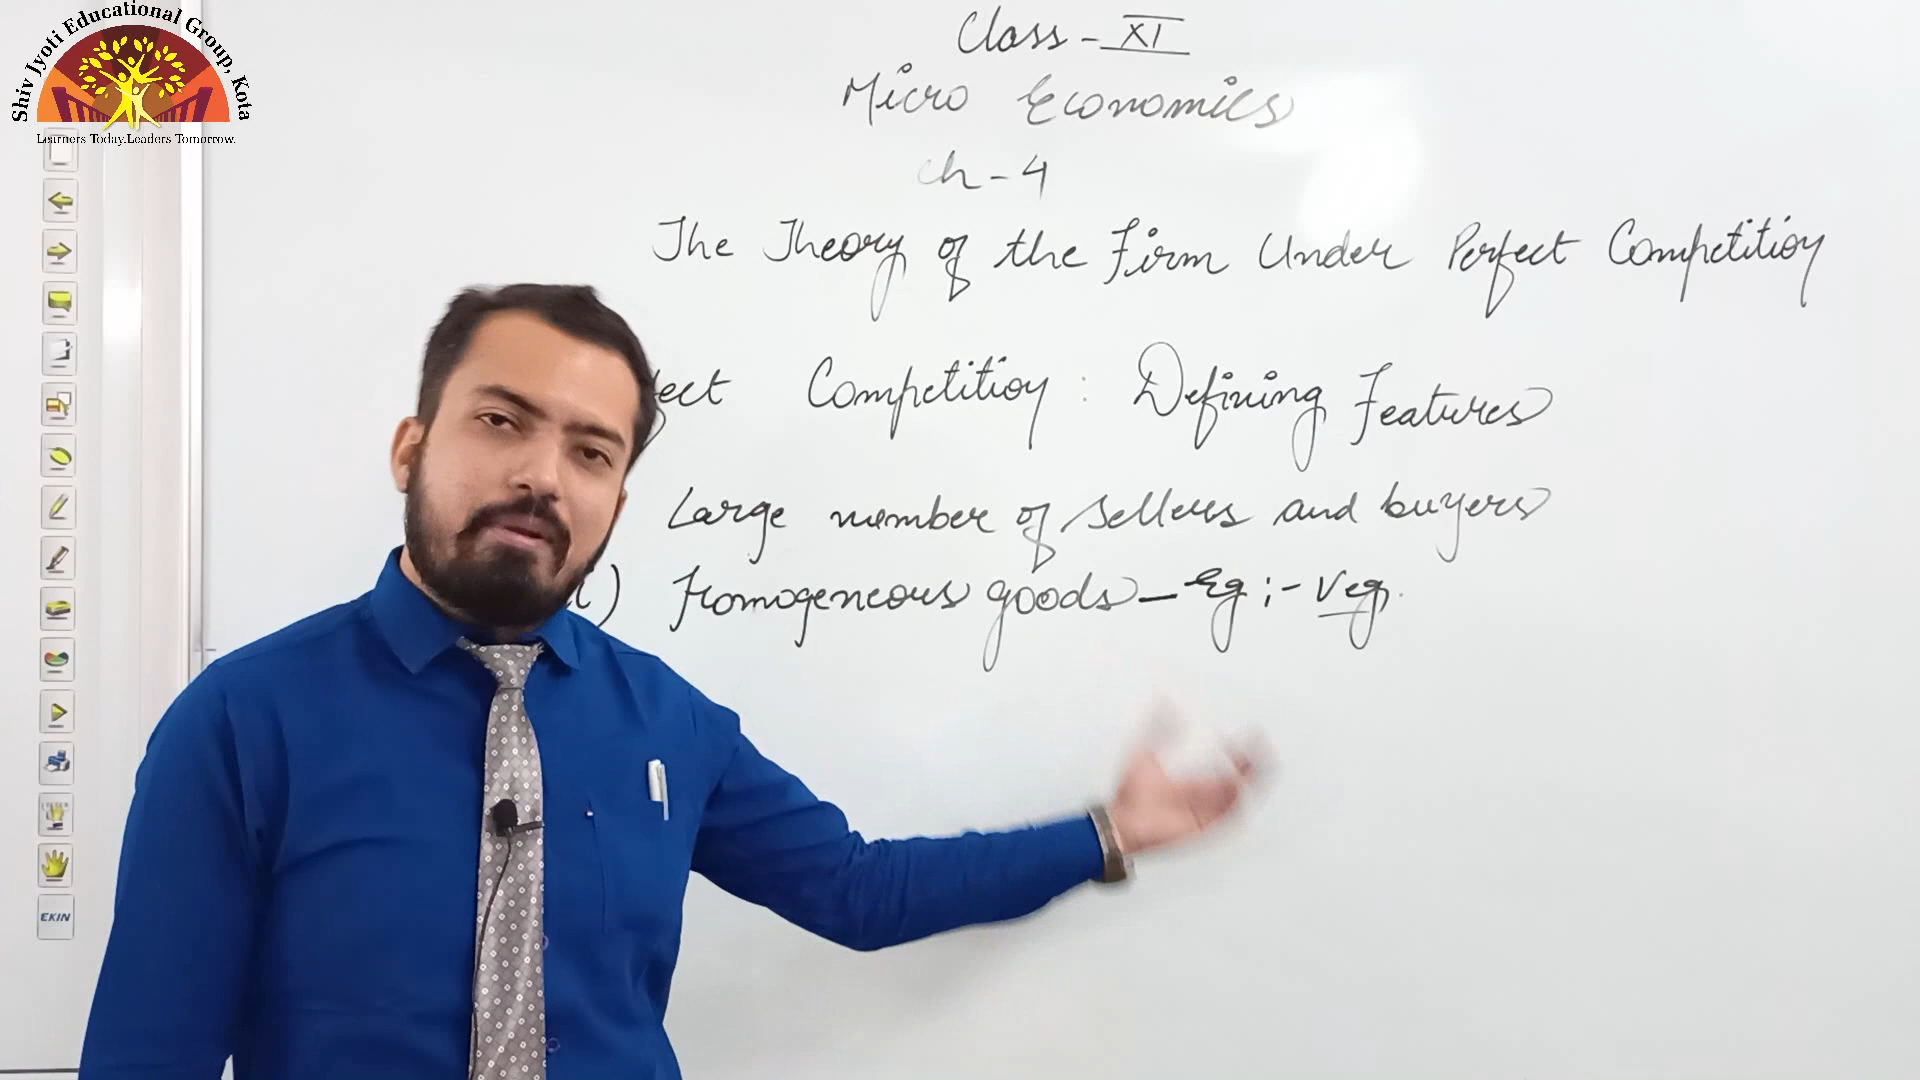 Shiv Jyoti Educational Group, Kota
Learners Today.Leaders Tomorrow.
Class - XI
Micro Economics
Ch - 4
The Theory of the Firm Under Perfect Competition
fect Competition : Defining Features
Large number of sellers and buyers
) Homogeneous goods - Eg :- Veg.
EKIN